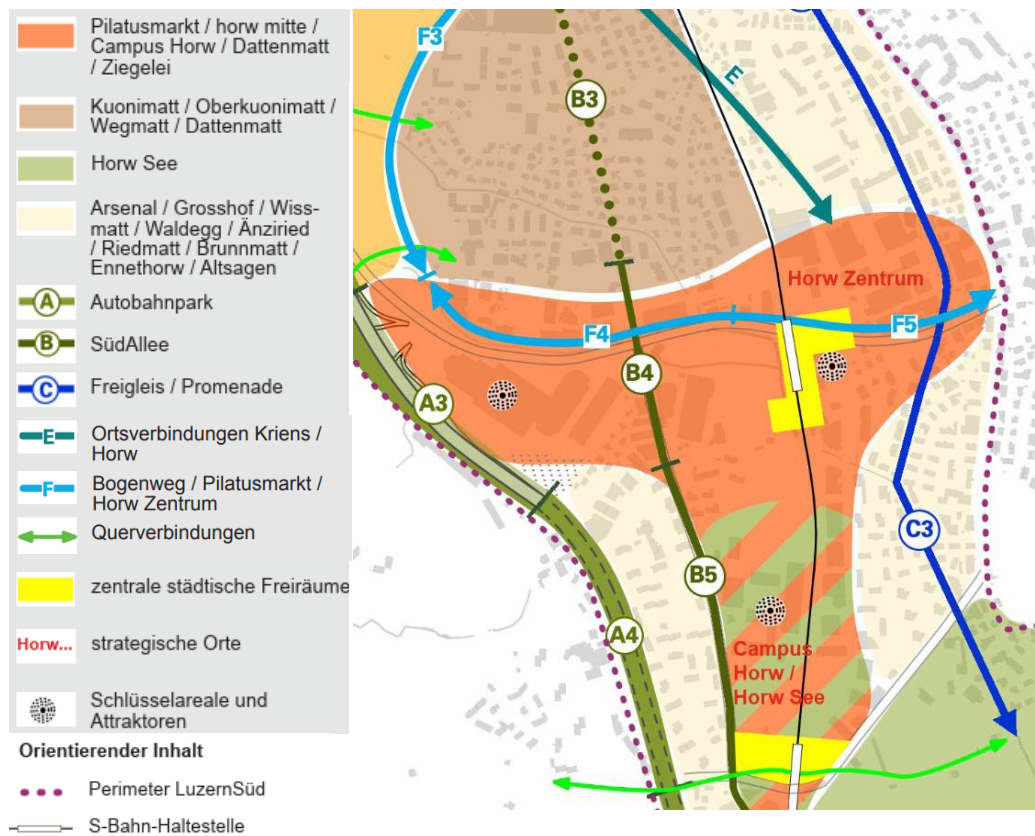 Pilatusmarkt / horw mitte /
Campus Horw / Dattenmatt
/ Ziegelei
Kuonimatt / Oberkuonimatt /
Wegmatt / Dattenmatt
Horw See
Arsenal / Grosshof / Wiss-
matt / Waldegg / Änziried
/ Riedmatt / Brunnmatt /
Ennethorw / Altsagen
A Autobahnpark
B SüdAllee
C Freigleis / Promenade
E Ortsverbindungen Kriens /
Horw
F Bogenweg / Pilatusmarkt /
Horw Zentrum
Querverbindungen
zentrale städtische Freiräume
Horw... strategische Orte
Schlüsselareale und
Attraktoren
Orientierender Inhalt
Perimeter LuzernSüd
S-Bahn-Haltestelle
F3
E
B3
Horw Zentrum
F4
F5
B4
A3
C3
B5
A4
Campus
Horw /
Horw See